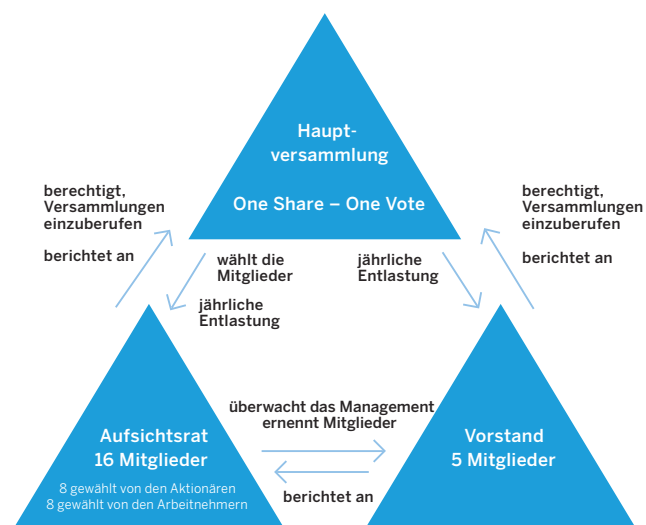 Haupt-
versammlung
One Share – One Vote
berechtigt,
Versammlungen
einzuberufen
berichtet an
wählt die
Mitglieder
jährliche
Entlastung
jährliche
Entlastung
berechtigt,
Versammlungen
einzuberufen
berichtet an
Aufsichtsrat
16 Mitglieder
8 gewählt von den Aktionären
8 gewählt von den Arbeitnehmern
überwacht das Management
ernennt Mitglieder
berichtet an
Vorstand
5 Mitglieder